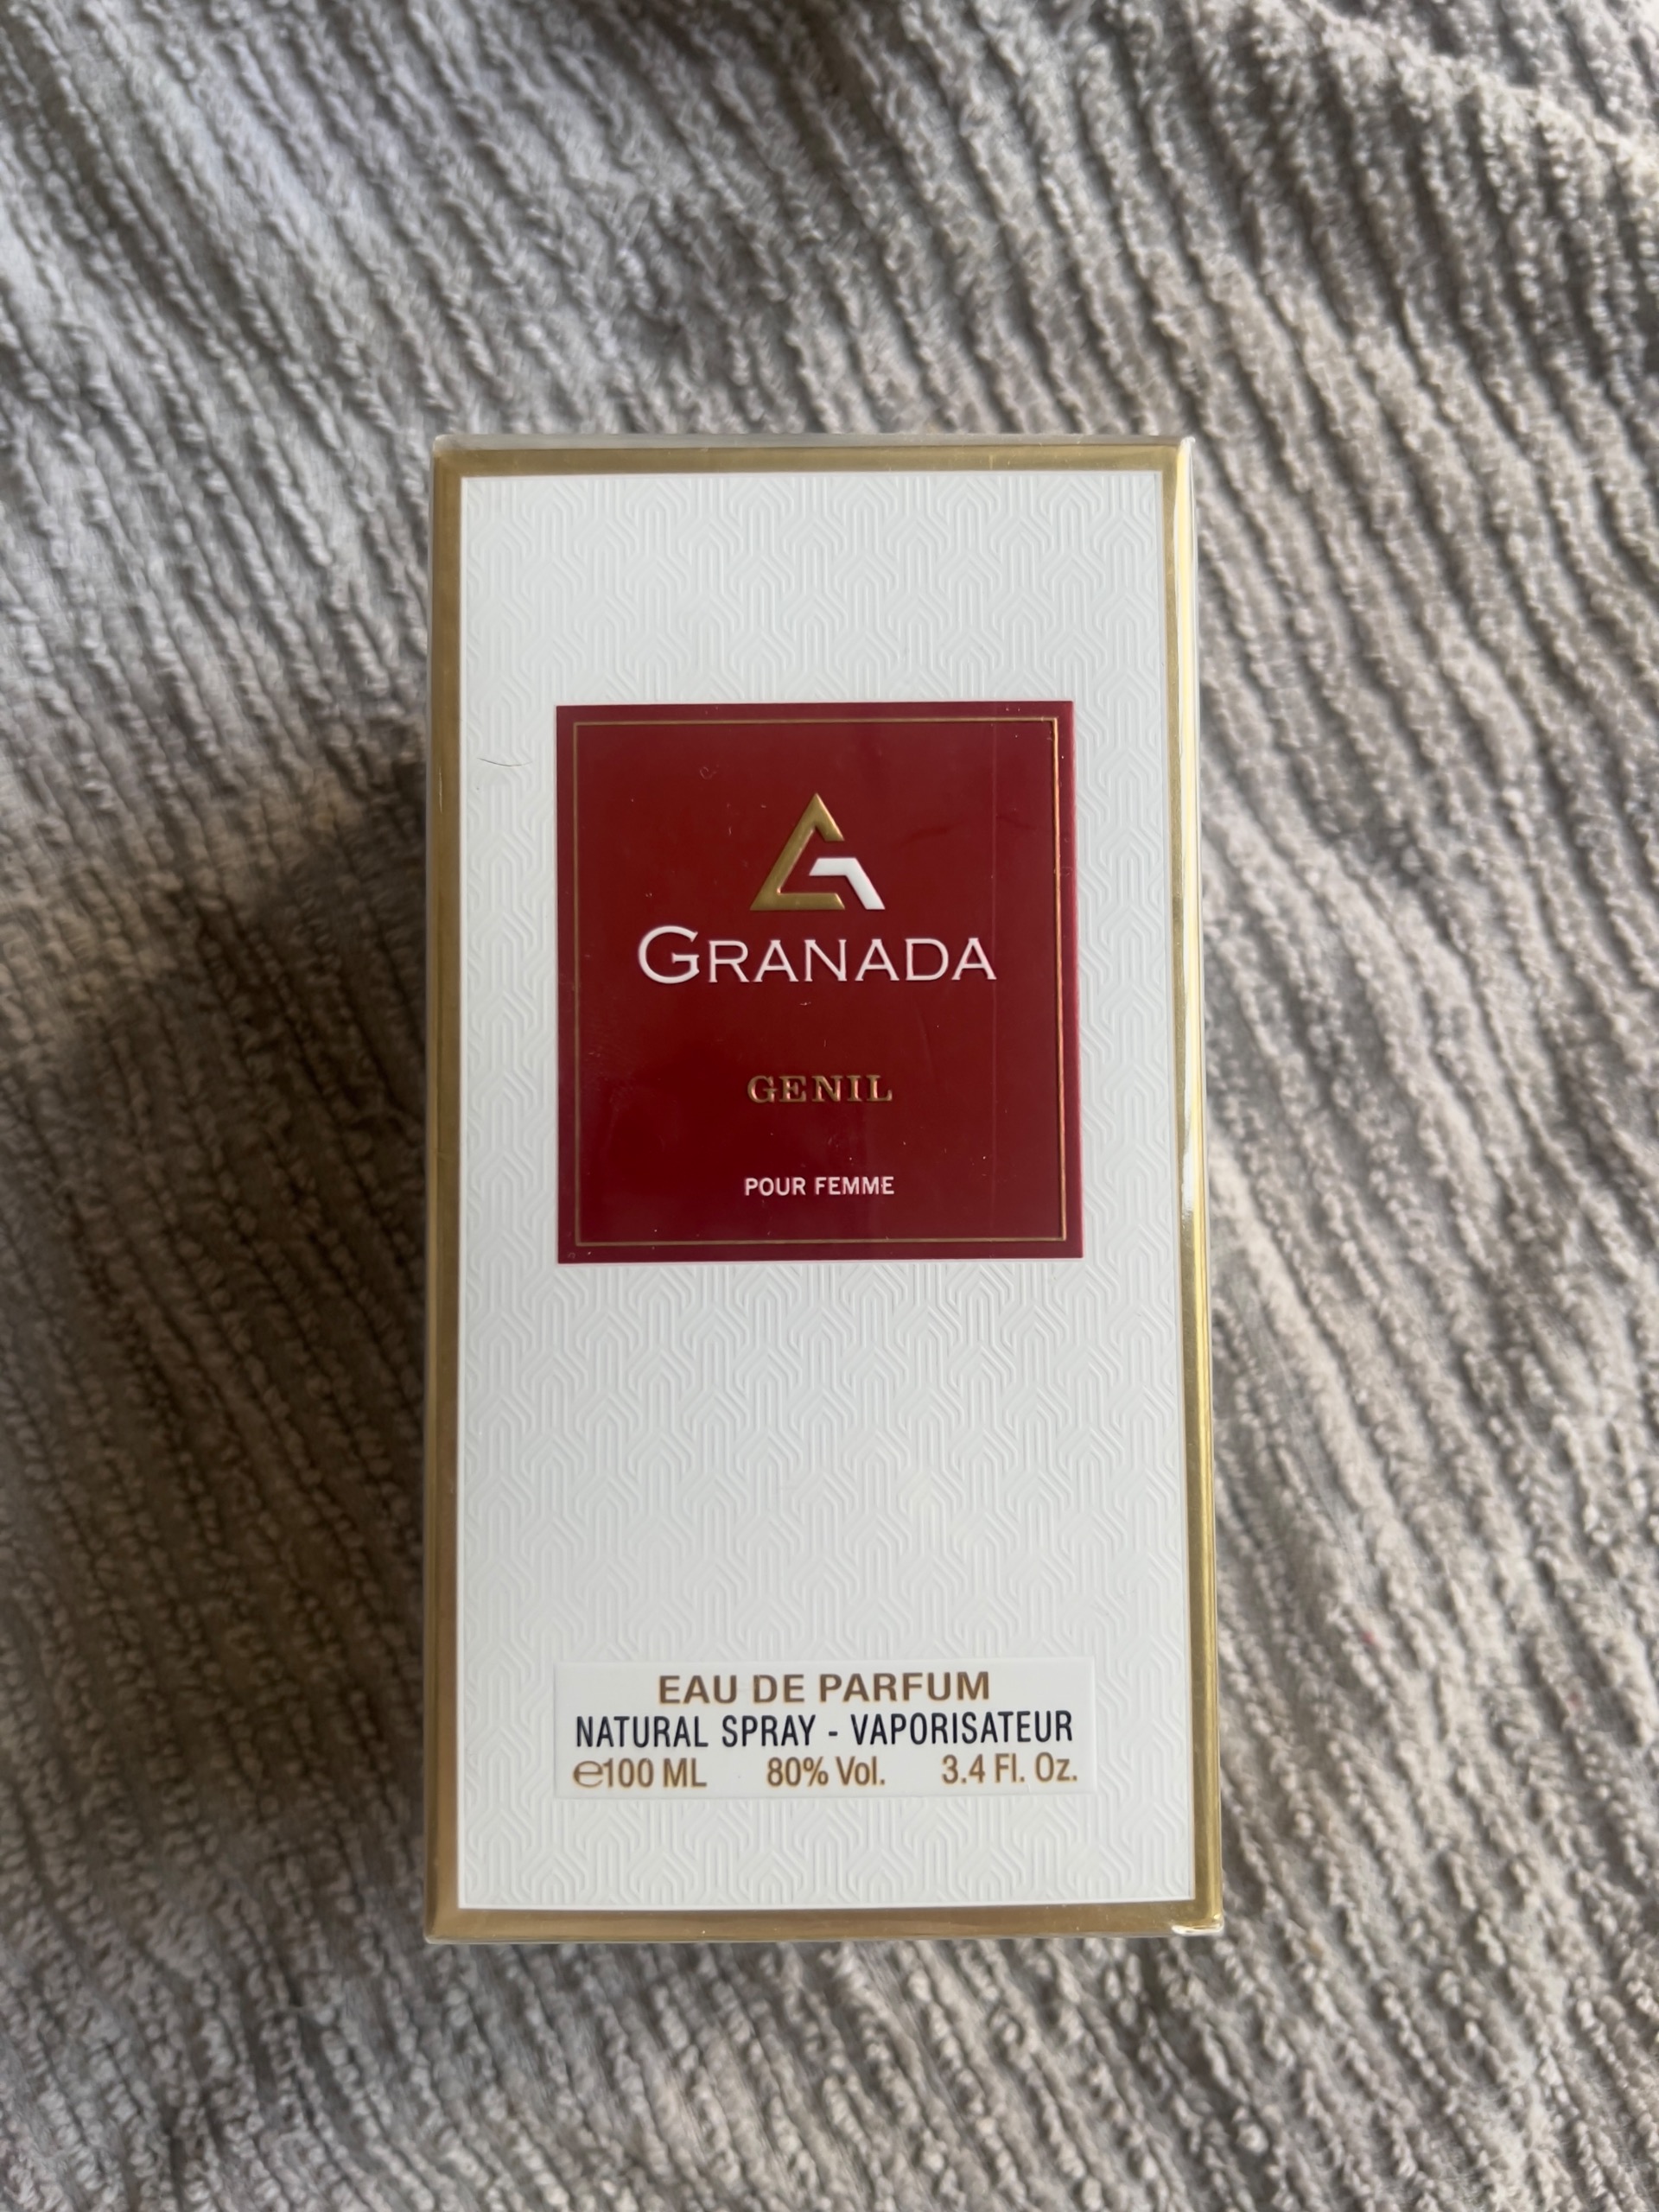 GRANADA
GENIL
POUR FEMME
EAU DE PARFUM
NATURAL SPRAY - VAPORISATEUR
℮100 ML 80% Vol. 3.4 Fl. Oz.